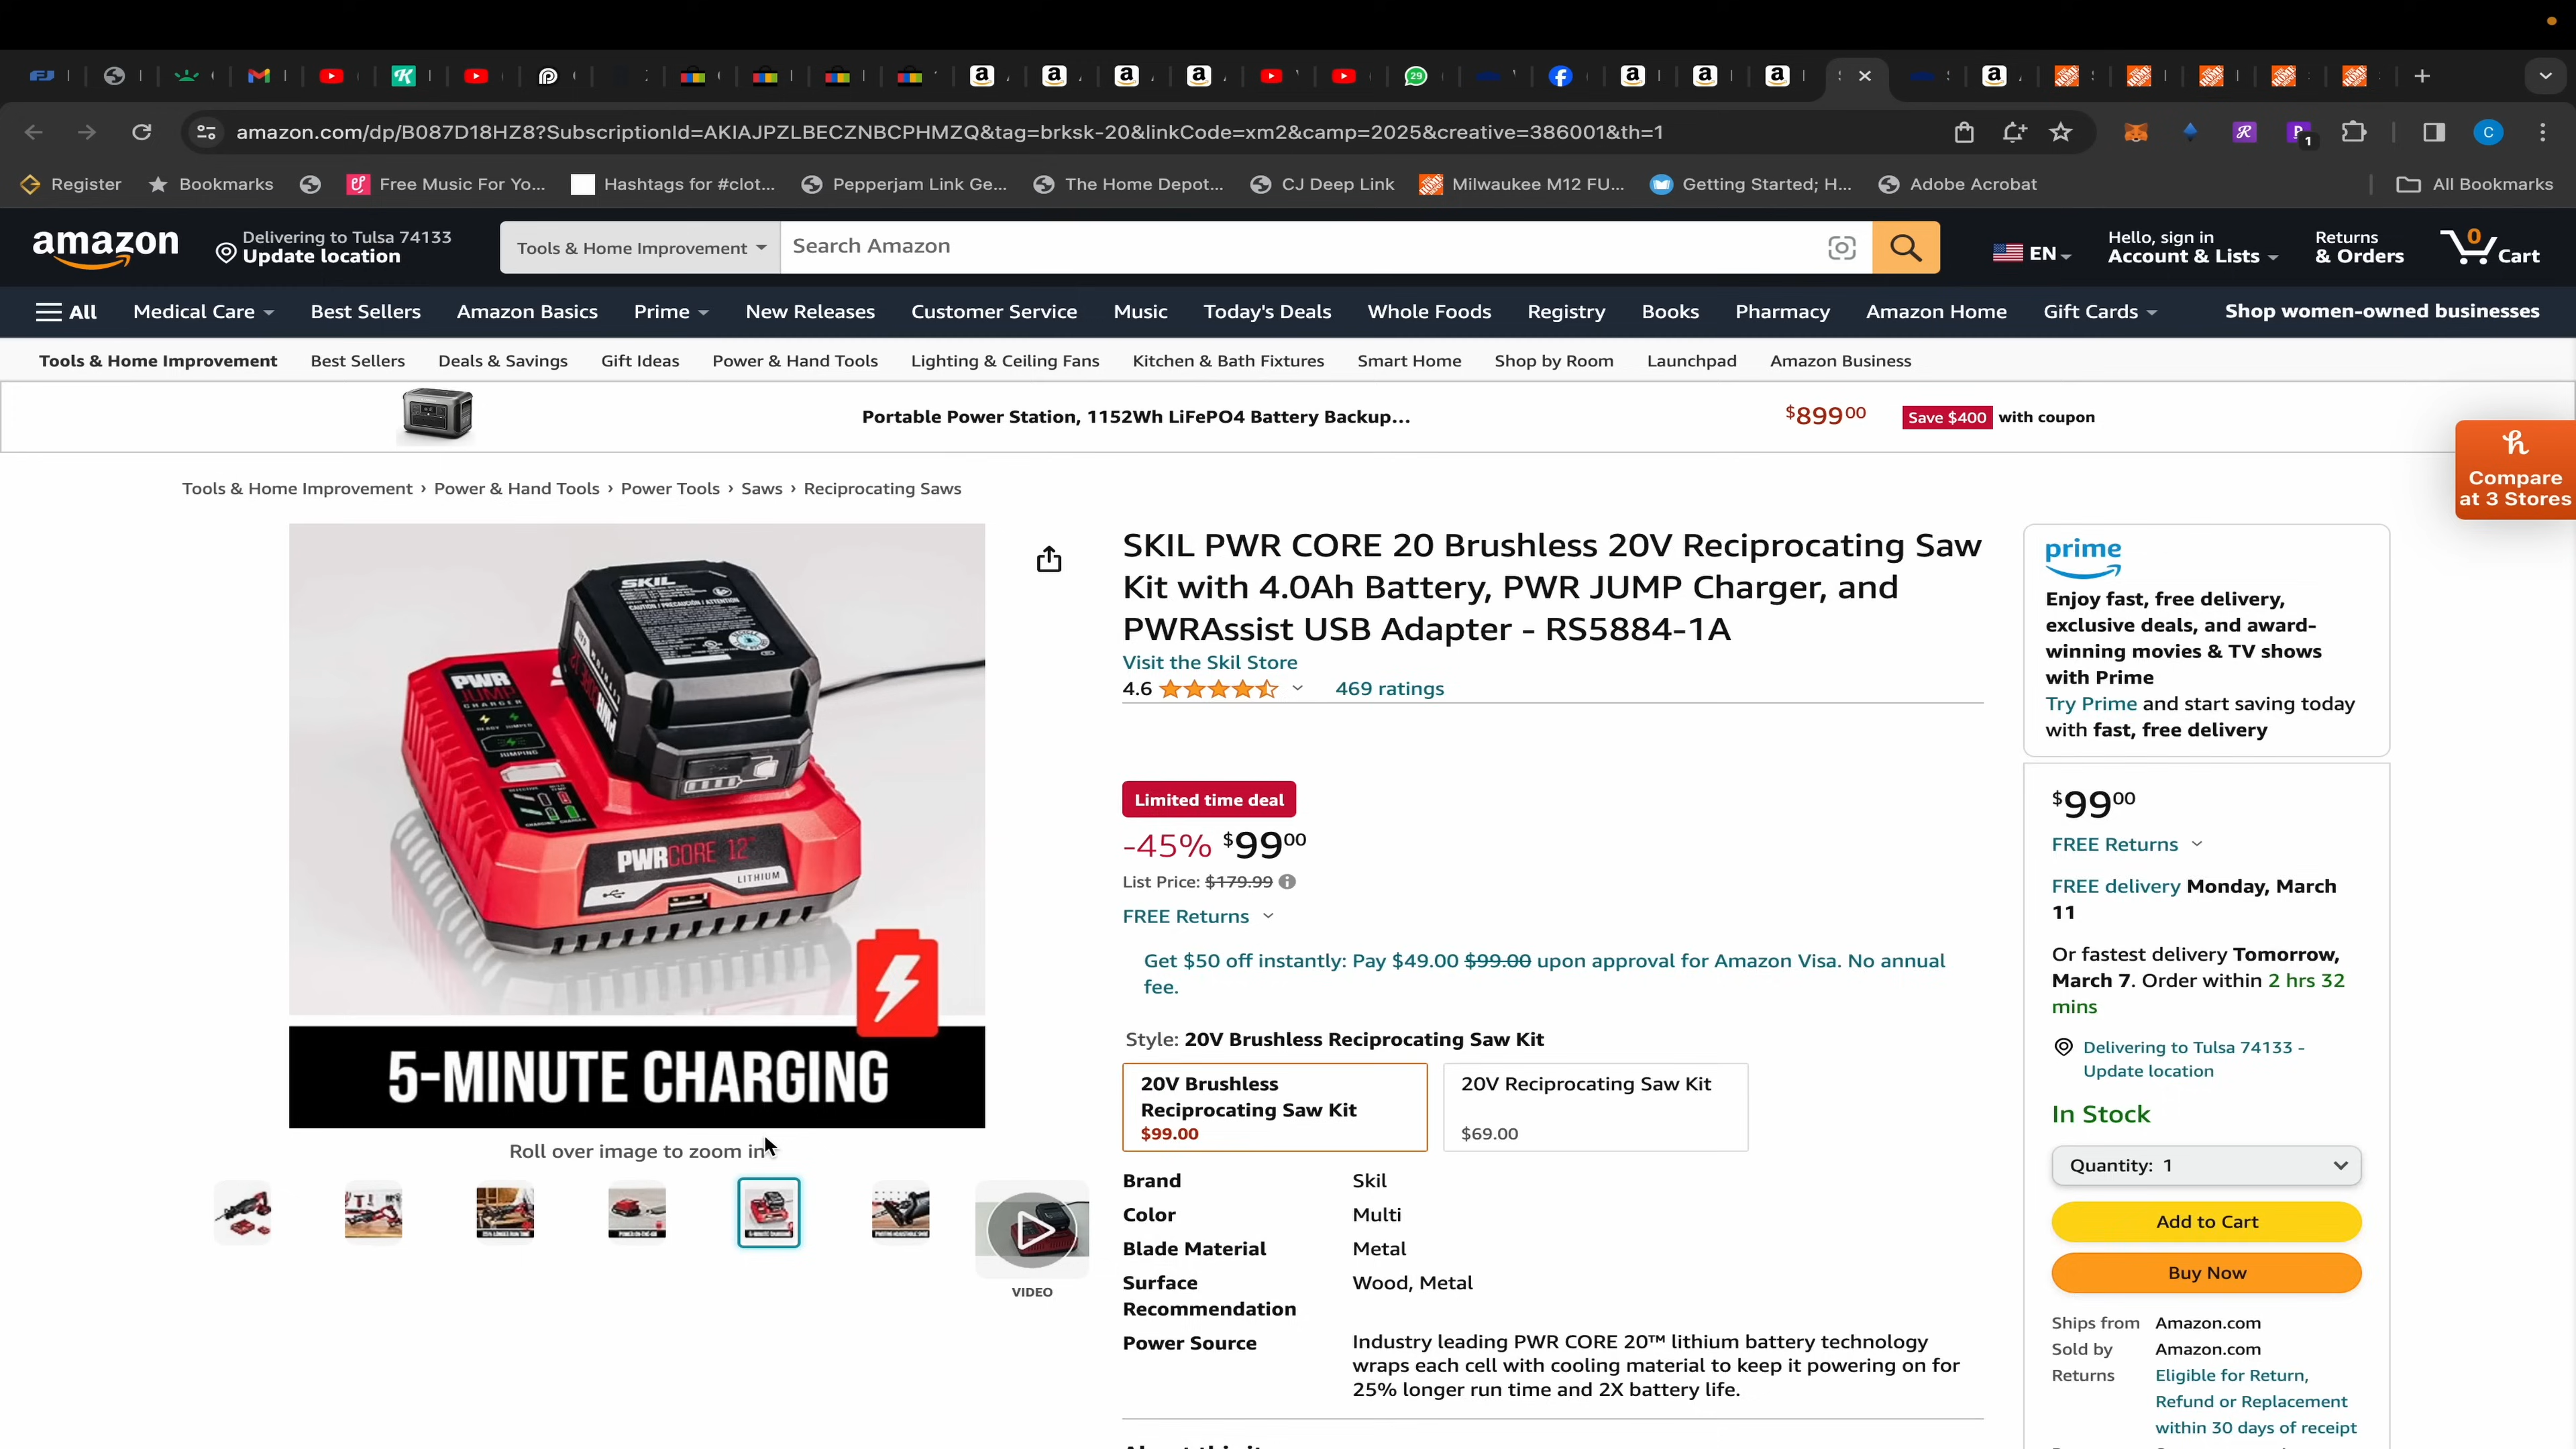 29
amazon.com/dp/B087D18HZ8?SubscriptionId=AKIAJPZLBECZNBCPHMZQ&tag=brksk-20&linkCode=xm2&camp=2025&creative=386001&th=1
1
C
Register
Bookmarks
Free Music For Yo...
Hashtags for #clot...
Pepperjam Link Ge...
The Home Depot...
CJ Deep Link
Milwaukee M12 FU...
Getting Started; H...
Adobe Acrobat
All Bookmarks
amazon
Delivering to Tulsa 74133
Update location
Tools & Home Improvement
Search Amazon
EN
Hello, sign in
Account & Lists
Returns
& Orders
0
Cart
All
Medical Care
Best Sellers
Amazon Basics
Prime
New Releases
Customer Service
Music
Today's Deals
Whole Foods
Registry
Books
Pharmacy
Amazon Home
Gift Cards
Shop women-owned businesses
Tools & Home Improvement
Best Sellers
Deals & Savings
Gift Ideas
Power & Hand Tools
Lighting & Ceiling Fans
Kitchen & Bath Fixtures
Smart Home
Shop by Room
Launchpad
Amazon Business
Portable Power Station, 1152Wh LiFePO4 Battery Backup...
$89900
Save $400 with coupon
Compare
at 3 Stores
Tools & Home Improvement › Power & Hand Tools › Power Tools › Saws › Reciprocating Saws
SKIL
CAUTION / PRECAUCIÓN / ATTENTION
PWR
JUMP
CHARGER
READY JUMPED
JUMPING
CHARGING CHARGED
PWRCORE 12™
LITHIUM
5-MINUTE CHARGING
Roll over image to zoom in
VIDEO
SKIL PWR CORE 20 Brushless 20V Reciprocating Saw
Kit with 4.0Ah Battery, PWR JUMP Charger, and
PWRAssist USB Adapter - RS5884-1A
Visit the Skil Store
4.6
469 ratings
Limited time deal
-45% $9900
List Price: $179.99
FREE Returns
Get $50 off instantly: Pay $49.00 $99.00 upon approval for Amazon Visa. No annual
fee.
Style: 20V Brushless Reciprocating Saw Kit
20V Brushless
Reciprocating Saw Kit
$99.00
20V Reciprocating Saw Kit
$69.00
Brand Skil
Color Multi
Blade Material Metal
Surface Wood, Metal
Recommendation
Power Source Industry leading PWR CORE 20™ lithium battery technology
wraps each cell with cooling material to keep it powering on for
25% longer run time and 2X battery life.
prime
Enjoy fast, free delivery,
exclusive deals, and award-
winning movies & TV shows
with Prime
Try Prime and start saving today
with fast, free delivery
$9900
FREE Returns
FREE delivery Monday, March
11
Or fastest delivery Tomorrow,
March 7. Order within 2 hrs 32
mins
Delivering to Tulsa 74133 -
Update location
In Stock
Quantity: 1
Add to Cart
Buy Now
Ships from Amazon.com
Sold by Amazon.com
Returns Eligible for Return,
Refund or Replacement
within 30 days of receipt